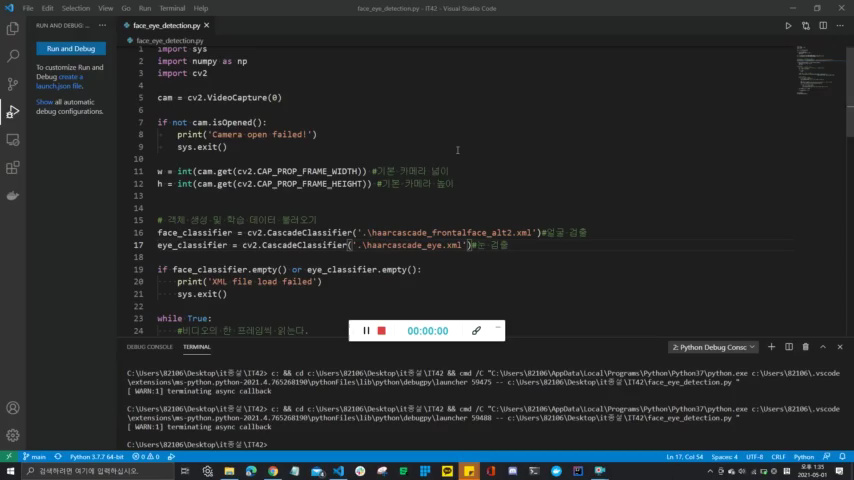 File Edit Selection View Go Run Terminal Help
face_eye_detection.py - IT42 - Visual Studio Code
RUN AND DEBUG: ···
Run and Debug
To customize Run and
Debug create a
launch.json file.
Show all automatic
debug configurations.
face_eye_detection.py ×
face_eye_detection.py
1 import sys
2 import numpy as np
3 import cv2
4
5 cam = cv2.VideoCapture(0)
6
7 if not cam.isOpened():
8 print('Camera open failed!')
9 sys.exit()
10
11 w = int(cam.get(cv2.CAP_PROP_FRAME_WIDTH)) #기본 카메라 넓이
12 h = int(cam.get(cv2.CAP_PROP_FRAME_HEIGHT)) #기본 카메라 높이
13
14
15 # 객체 생성 및 학습 데이터 불러오기
16 face_classifier = cv2.CascadeClassifier('.\haarcascade_frontalface_alt2.xml')#얼굴 검출
17 eye_classifier = cv2.CascadeClassifier('.\haarcascade_eye.xml')#눈 검출
18
19 if face_classifier.empty() or eye_classifier.empty():
20 print('XML file load failed')
21 sys.exit()
22
23 while True:
24 #비디오의 한 프레임씩 읽는다.
00:00:00
DEBUG CONSOLE TERMINAL
2: Python Debug Consc
C:\Users\82106\Desktop\it종설\IT42> c: && cd c:\Users\82106\Desktop\it종설\IT42 && cmd /C "C:\Users\82106\AppData\Local\Programs\Python\Python37\python.exe c:\Users\82106\.vscode
\extensions\ms-python.python-2021.4.765268190\pythonFiles\lib\python\debugpy\launcher 59475 -- c:\Users\82106\Desktop\it종설\IT42\face_eye_detection.py "
[ WARN:1] terminating async callback
C:\Users\82106\Desktop\it종설\IT42> c: && cd c:\Users\82106\Desktop\it종설\IT42 && cmd /C "C:\Users\82106\AppData\Local\Programs\Python\Python37\python.exe c:\Users\82106\.vscode
\extensions\ms-python.python-2021.4.765268190\pythonFiles\lib\python\debugpy\launcher 59488 -- c:\Users\82106\Desktop\it종설\IT42\face_eye_detection.py "
[ WARN:1] terminating async callback
C:\Users\82106\Desktop\it종설\IT42>
main Python 3.7.7 64-bit 0 0
Ln 17, Col 54 Spaces: 4 UTF-8 CRLF Python
검색하려면 여기에 입력하십시오.
오후 1:35
2021-05-01